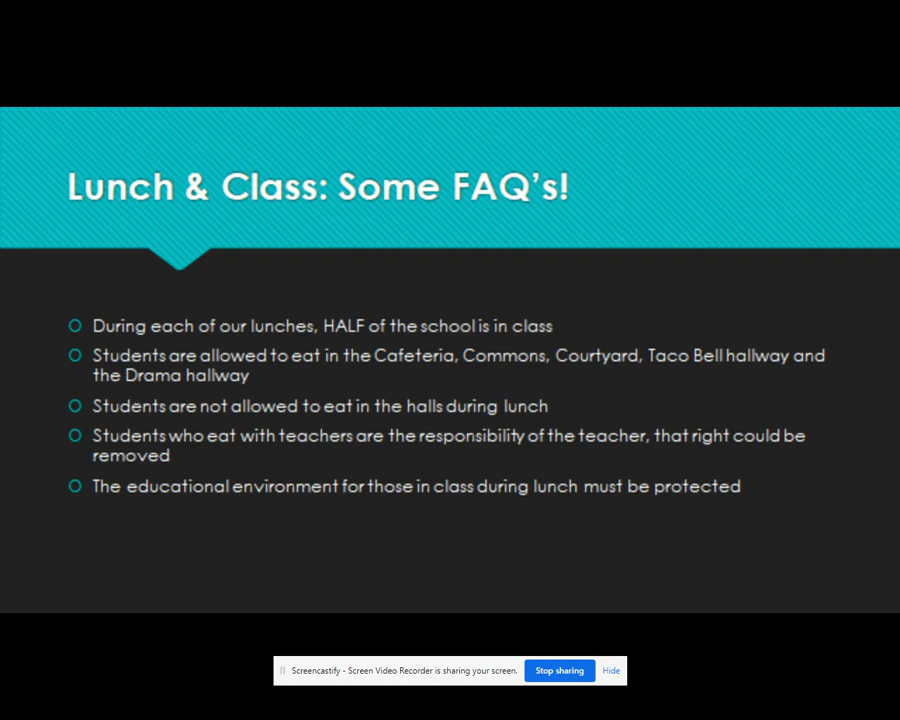 Lunch & Class: Some FAQ's!
During each of our lunches, HALF of the school is in class
Students are allowed to eat in the Cafeteria, Commons, Courtyard, Taco Bell hallway and
the Drama hallway
Students are not allowed to eat in the halls during lunch
Students who eat with teachers are the responsibility of the teacher, that right could be
removed
The educational environment for those in class during lunch must be protected
Screencastify - Screen Video Recorder is sharing your screen. Stop sharing Hide